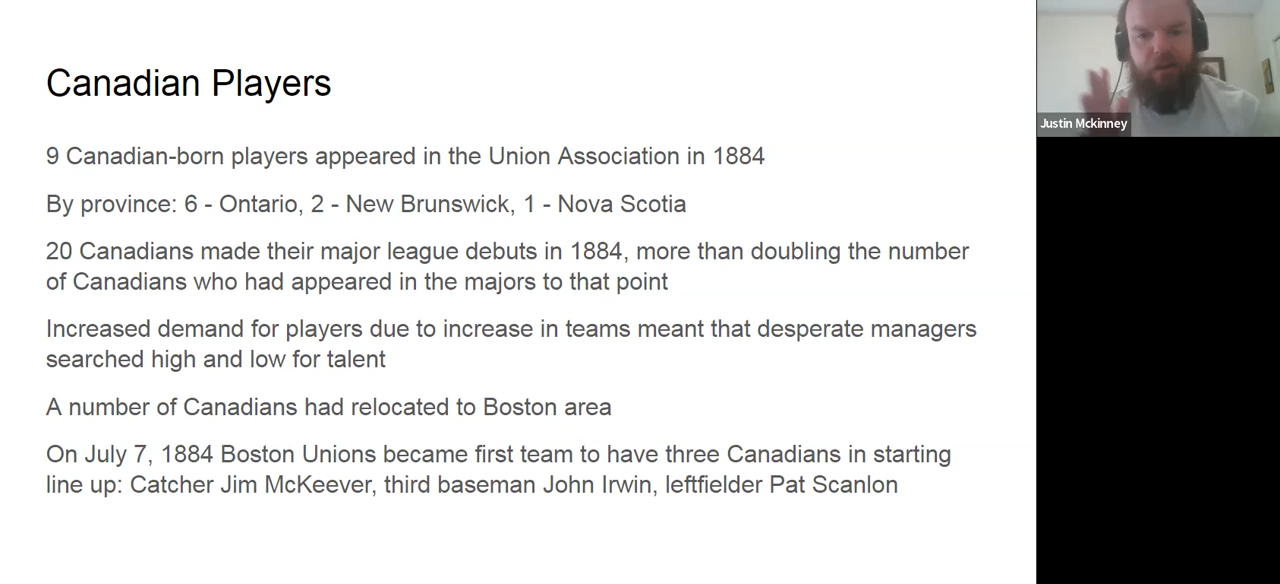 Canadian Players
9 Canadian-born players appeared in the Union Association in 1884
By province: 6 - Ontario, 2 - New Brunswick, 1 - Nova Scotia
20 Canadians made their major league debuts in 1884, more than doubling the number
of Canadians who had appeared in the majors to that point
Increased demand for players due to increase in teams meant that desperate managers
searched high and low for talent
A number of Canadians had relocated to Boston area
On July 7, 1884 Boston Unions became first team to have three Canadians in starting
line up: Catcher Jim McKeever, third baseman John Irwin, leftfielder Pat Scanlon
Justin Mckinney